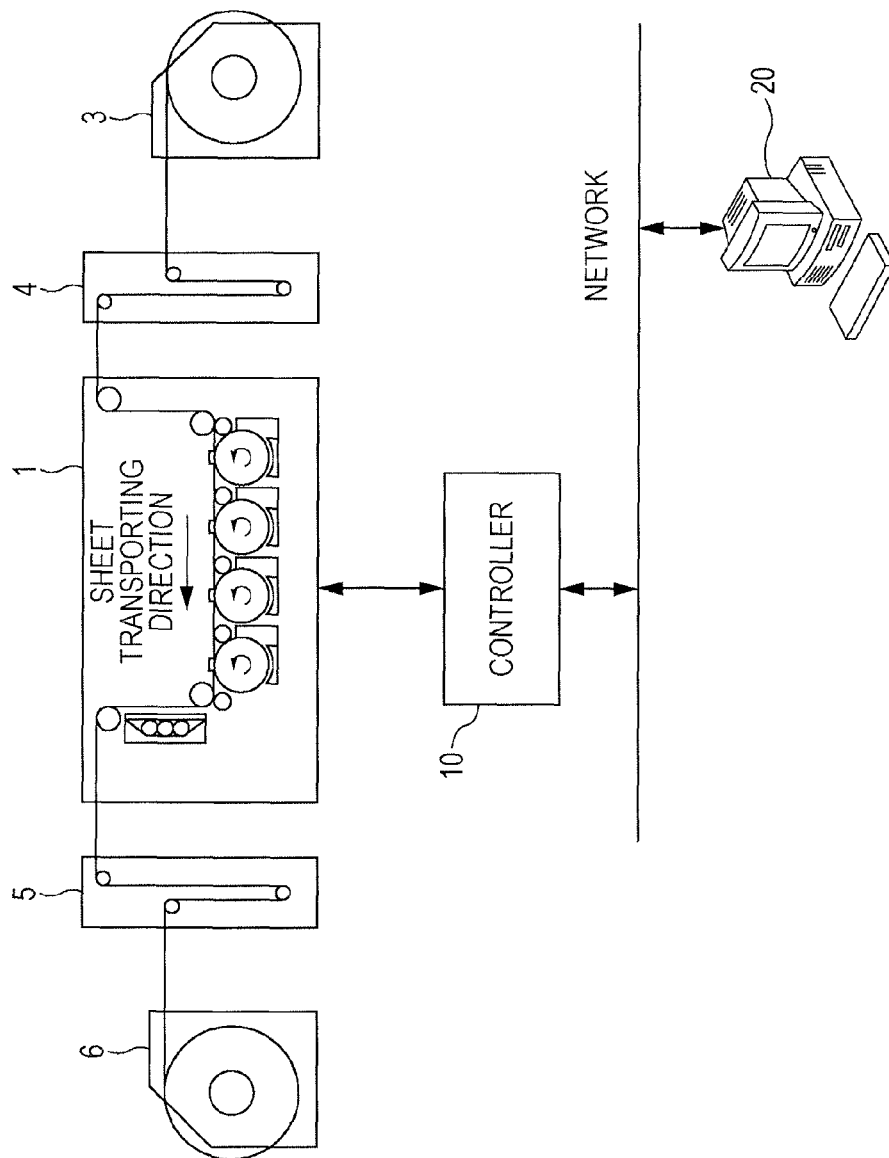 6
5
1
4
3
SHEET
TRANSPORTING
DIRECTION
10
CONTROLLER
NETWORK
20